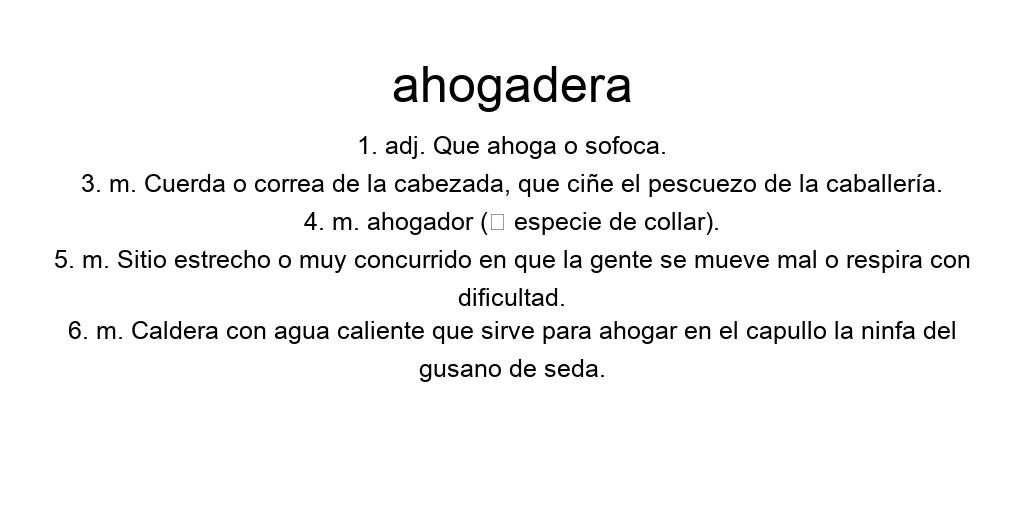 ahogadera
1. adj. Que ahoga o sofoca.
3. m. Cuerda o correa de la cabezada, que ciñe el pescuezo de la caballería.
4. m. ahogador (□ especie de collar).
5. m. Sitio estrecho o muy concurrido en que la gente se mueve mal o respira con
dificultad.
6. m. Caldera con agua caliente que sirve para ahogar en el capullo la ninfa del
gusano de seda.